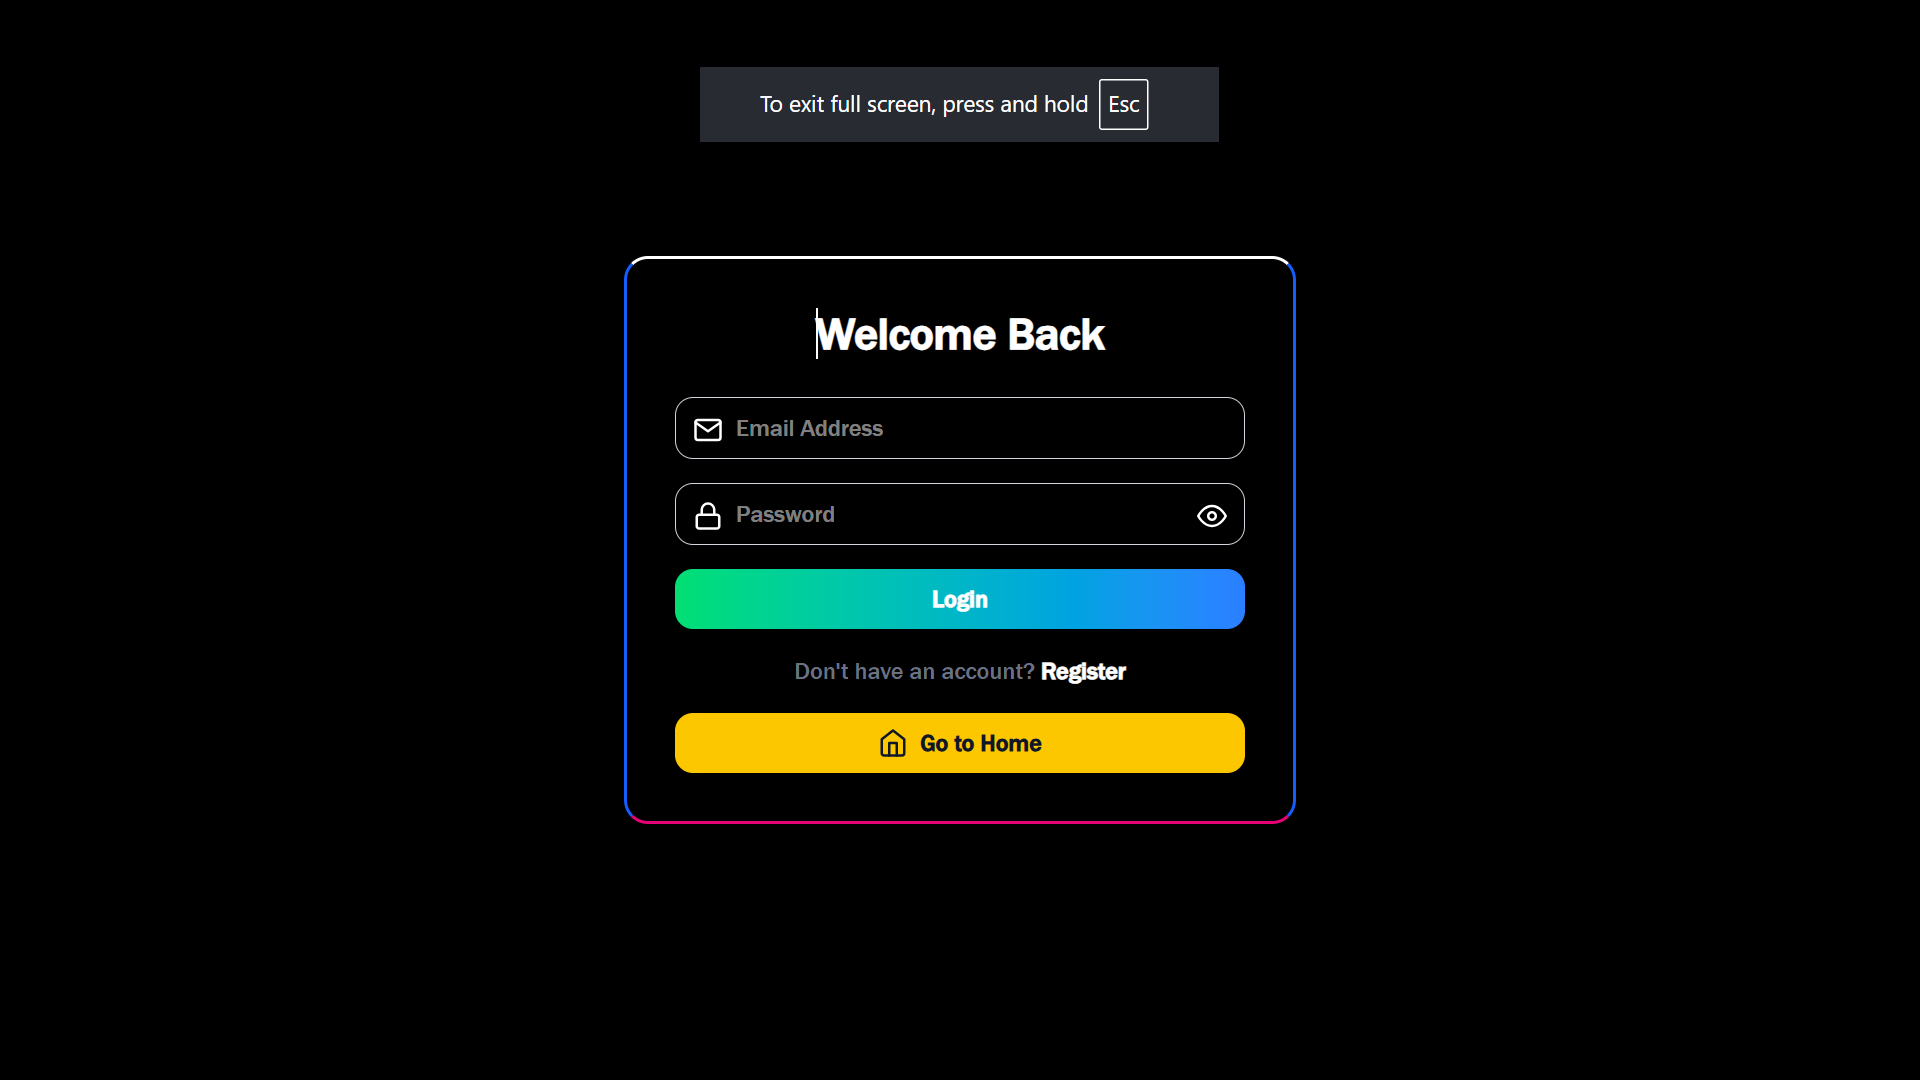 To exit full screen, press and hold Esc
Welcome Back
Email Address
Password
Login
Don't have an account? Register
Go to Home